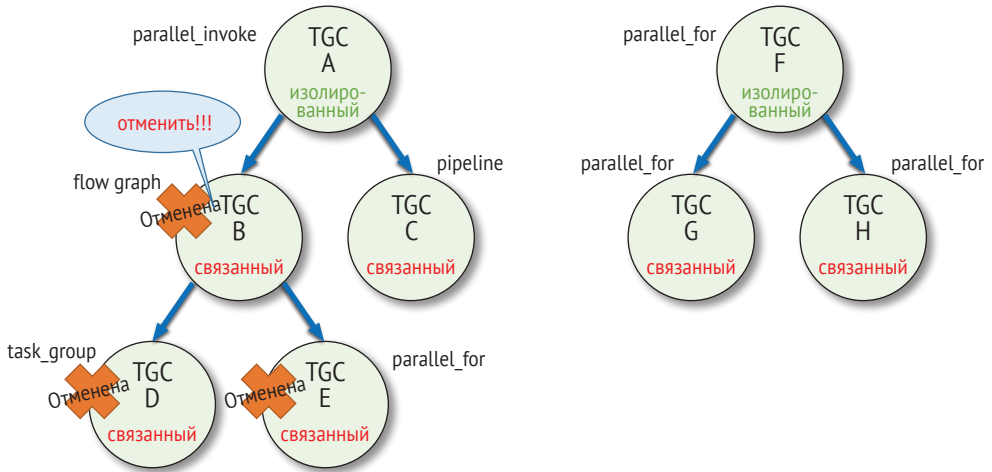 parallel_invoke
TGC
A
изолиро-
ванный
отменить!!!
flow graph
Отменена
TGC
B
связанный
pipeline
TGC
C
связанный
task_group
Отменена
TGC
D
связанный
Отменена
TGC
E
связанный
parallel_for
parallel_for
TGC
F
изолиро-
ванный
parallel_for
TGC
G
связанный
parallel_for
TGC
H
связанный